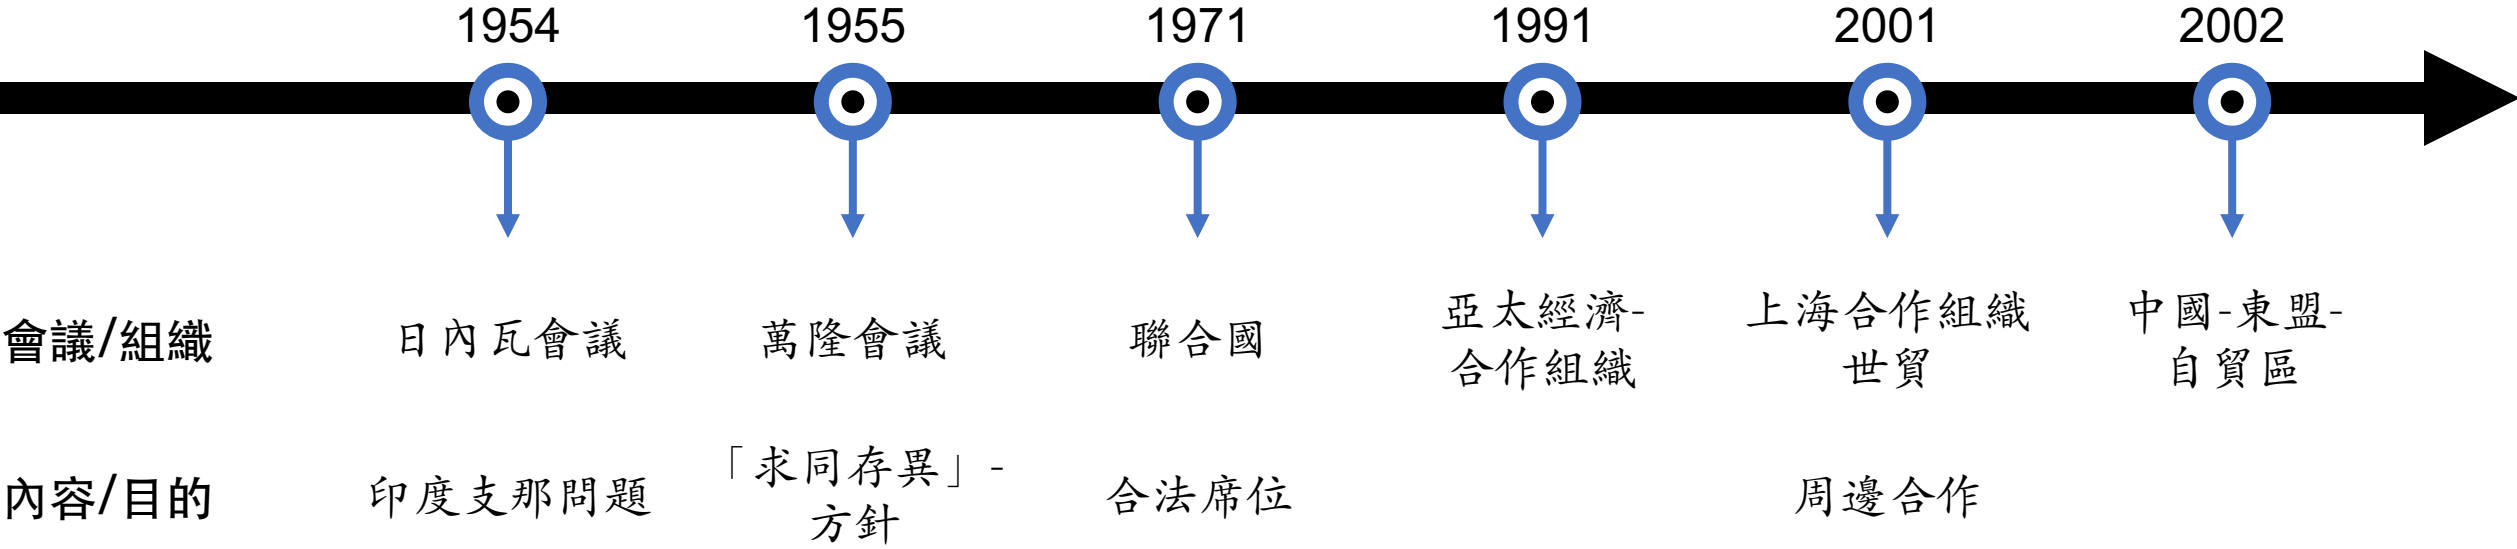 1954 1955 1971 1991 2001 2002
會議/組織 日內瓦會議 萬隆會議 聯合國 亞太經濟- 上海合作組織 中國-東盟-
合作組織 世貿 自貿區
內容/目的 印度支那問題 「求同存異」- 合法席位 周邊合作
方針